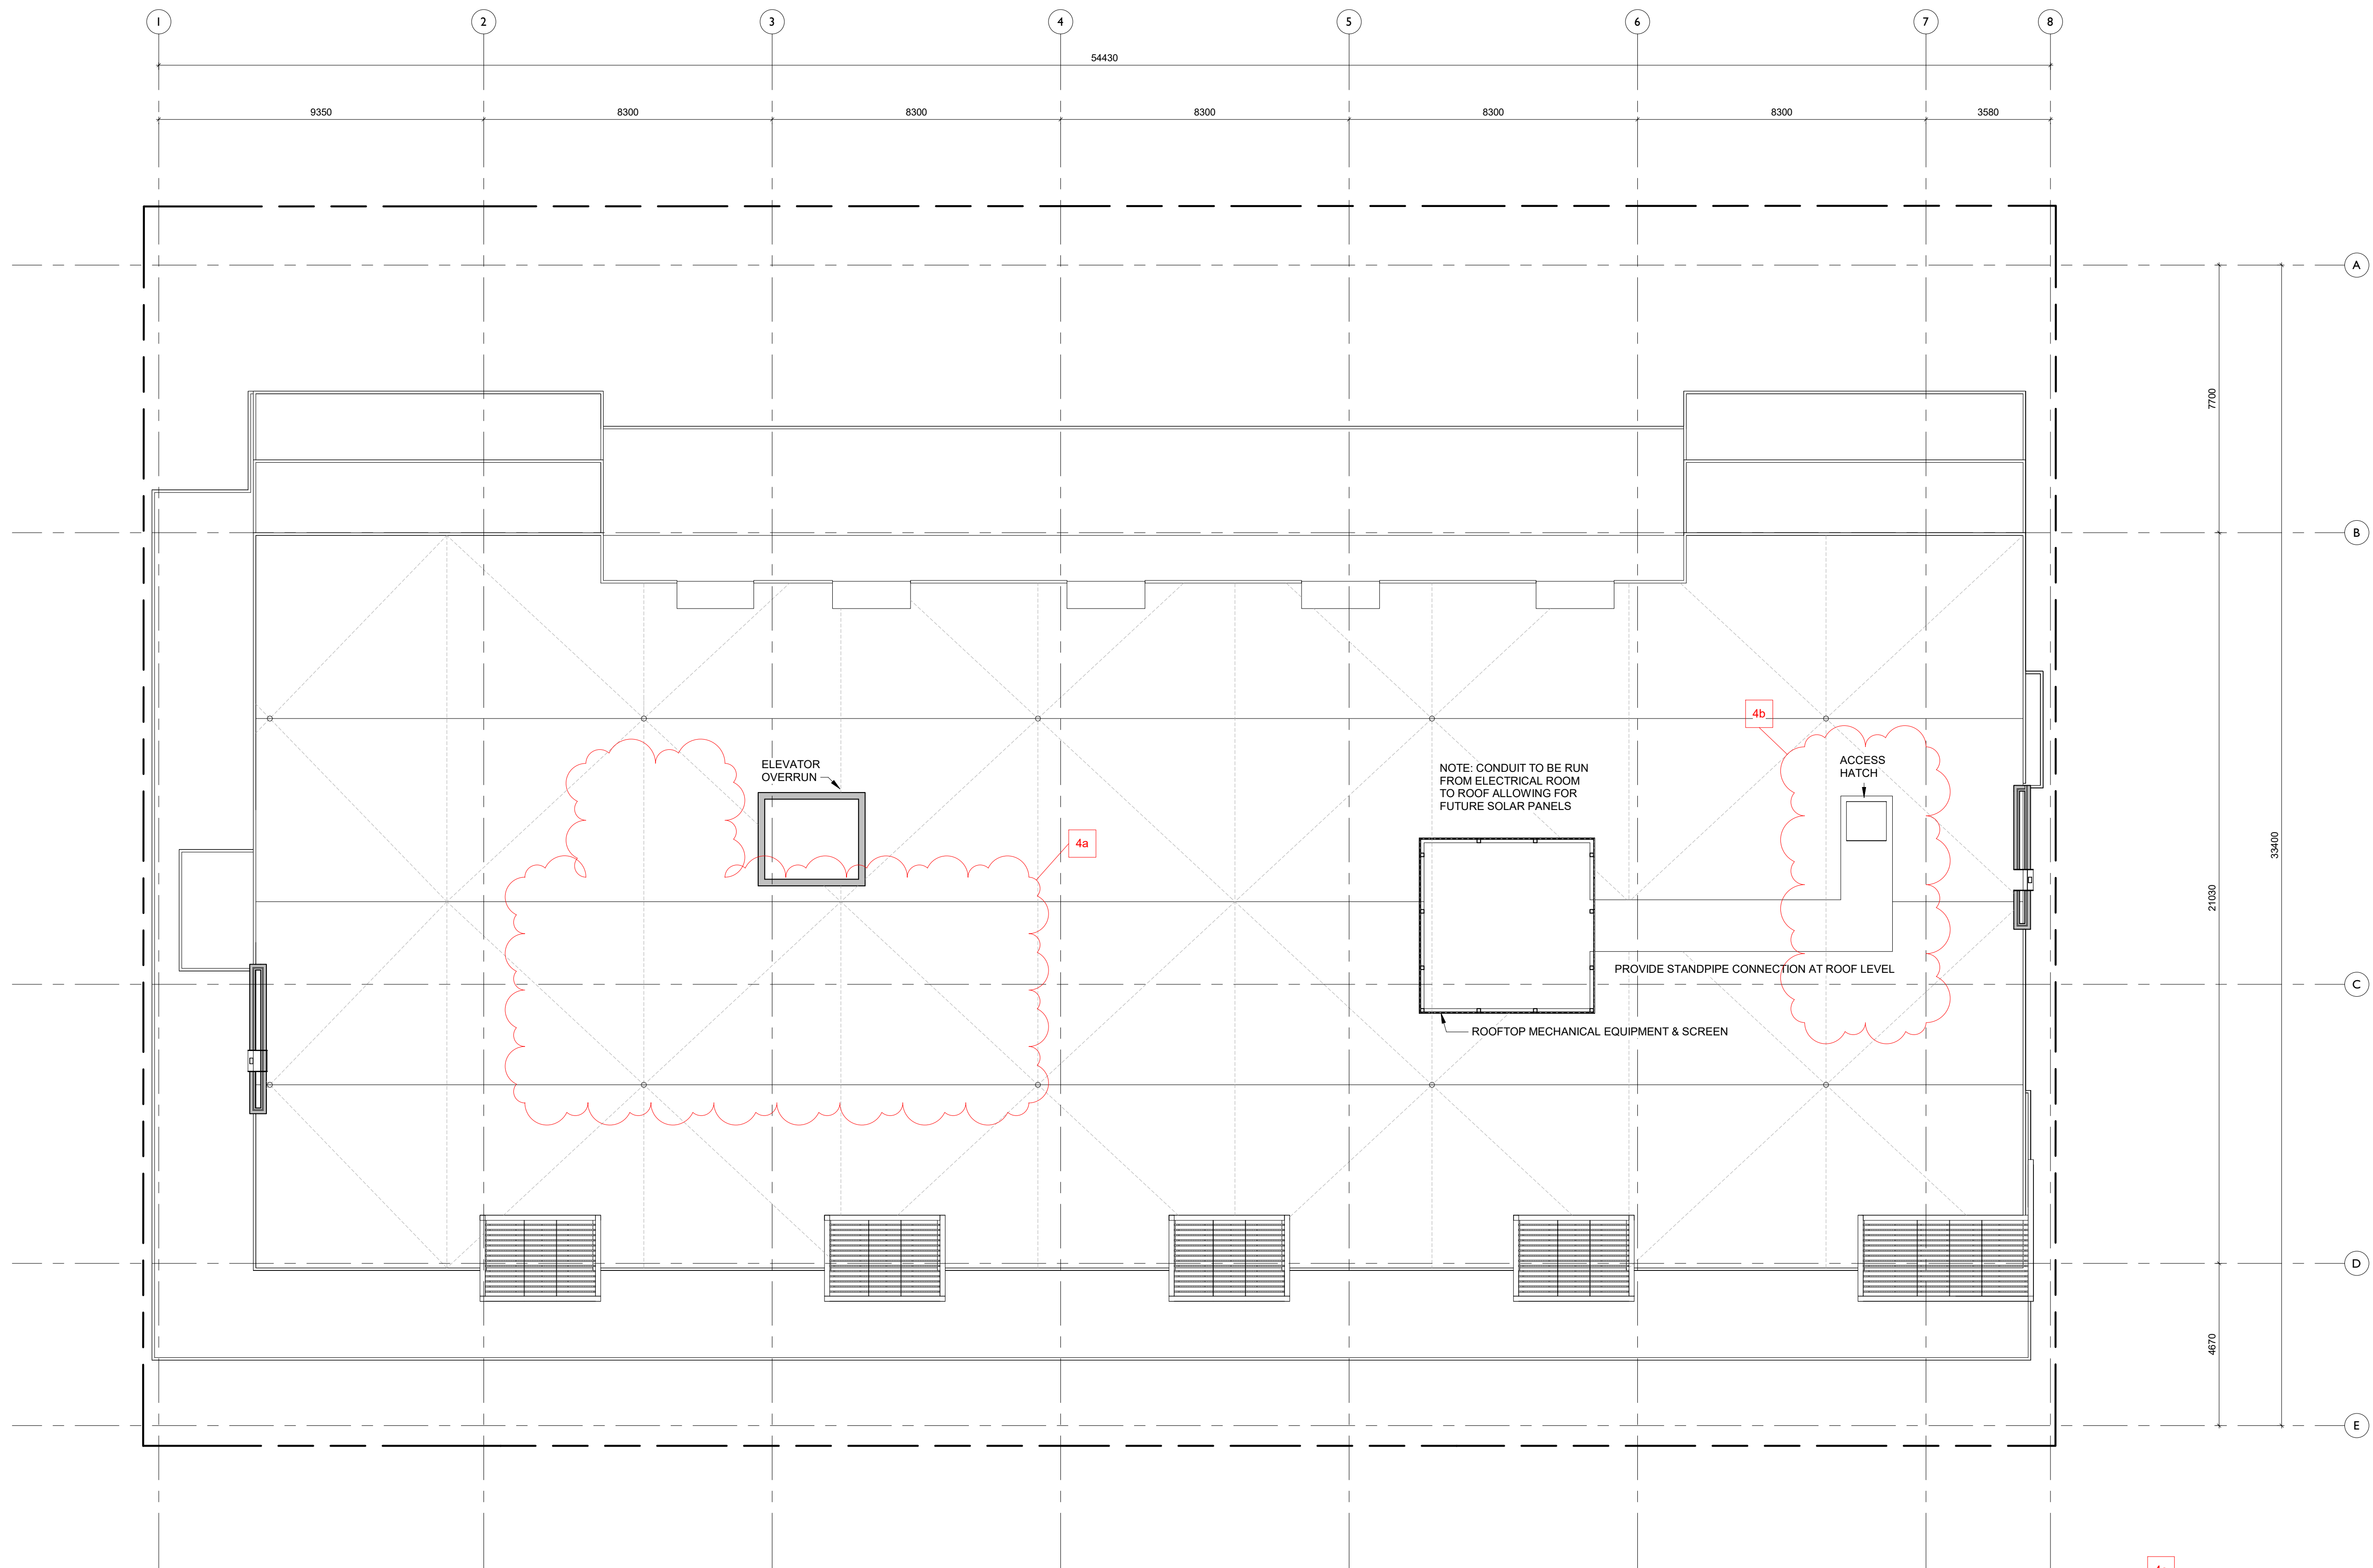 1 2 3 4 5 6 7 8
54430
9350 8300 8300 8300 8300 8300 3580
A
7700
B
4b
ELEVATOR
OVERRUN
ACCESS
HATCH
NOTE: CONDUIT TO BE RUN
FROM ELECTRICAL ROOM
TO ROOF ALLOWING FOR
FUTURE SOLAR PANELS
4a
33400
21030
PROVIDE STANDPIPE CONNECTION AT ROOF LEVEL
C
ROOFTOP MECHANICAL EQUIPMENT & SCREEN
D
4670
E